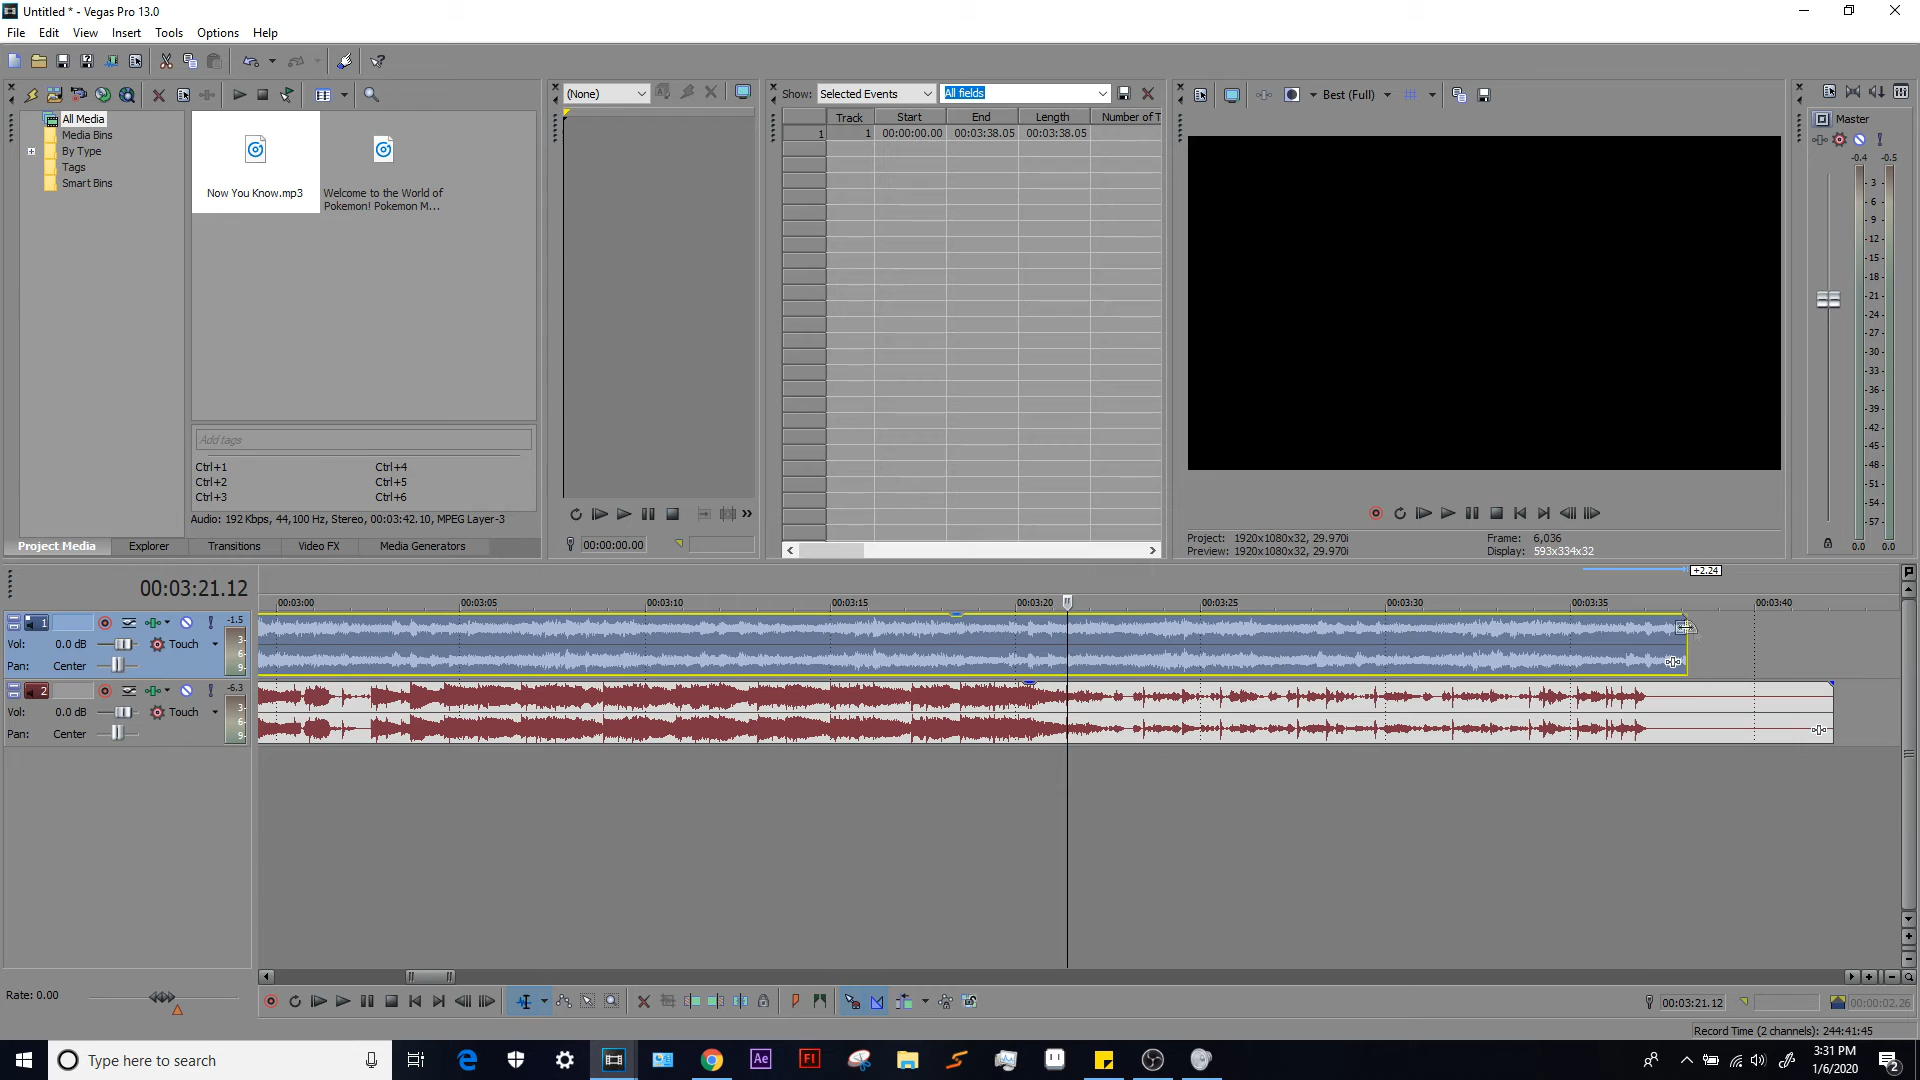 Untitled * - Vegas Pro 13.0
File Edit View Insert Tools Options Help
All Media
Media Bins
By Type
Tags
Smart Bins
Now You Know.mp3
Welcome to the World of
Pokemon! Pokemon M...
Add tags
Ctrl+1 Ctrl+4
Ctrl+2 Ctrl+5
Ctrl+3 Ctrl+6
Audio: 192 Kbps, 44,100 Hz, Stereo, 00:03:42.10, MPEG Layer-3
Project Media Explorer Transitions Video FX Media Generators
(None)
00:00:00.00
Show: Selected Events All fields
Track Start End Length Number of T
1 1 00:00:00.00 00:03:38.05 00:03:38.05
Best (Full)
Project: 1920x1080x32, 29.970i
Preview: 1920x1080x32, 29.970i
Frame: 6,036
Display: 593x334x32
Master
-0.4 -0.5
3
6
9
12
15
18
21
24
27
30
33
36
39
42
45
48
51
54
57
0.0 0.0
+2.24
00:03:21.12
00:03:00 00:03:05 00:03:10 00:03:15 00:03:20 00:03:25 00:03:30 00:03:35 00:03:40
1 -1.5
Vol: 0.0 dB Touch 3
6
Pan: Center 9
2 -6.3
Vol: 0.0 dB Touch 3
6
Pan: Center 9
Rate: 0.00
00:03:21.12 00:00:02.26
Record Time (2 channels): 244:41:45
Type here to search
Ae
Fl
3:31 PM
1/6/2020
2